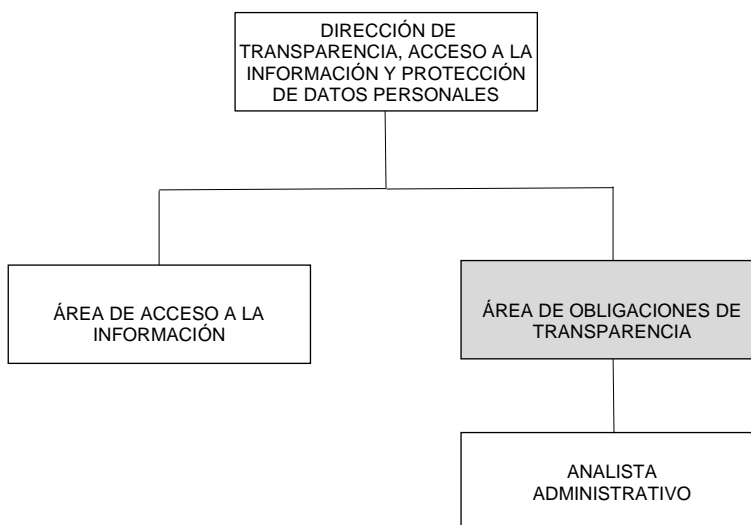 DIRECCIÓN DE
TRANSPARENCIA, ACCESO A LA
INFORMACIÓN Y PROTECCIÓN
DE DATOS PERSONALES
ÁREA DE ACCESO A LA
INFORMACIÓN
ÁREA DE OBLIGACIONES DE
TRANSPARENCIA
ANALISTA
ADMINISTRATIVO